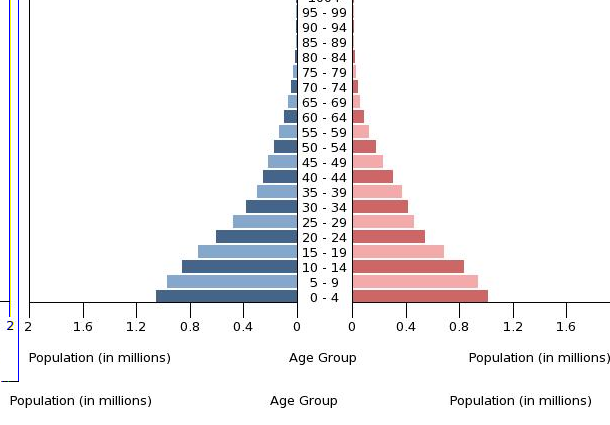 100+
95 - 99
90 - 94
85 - 89
80 - 84
75 - 79
70 - 74
65 - 69
60 - 64
55 - 59
50 - 54
45 - 49
40 - 44
35 - 39
30 - 34
25 - 29
20 - 24
15 - 19
10 - 14
5 - 9
0 - 4
2 2 1.6 1.2 0.8 0.4 0 0 0.4 0.8 1.2 1.6
Population (in millions) Age Group Population (in millions)
Population (in millions) Age Group Population (in millions)